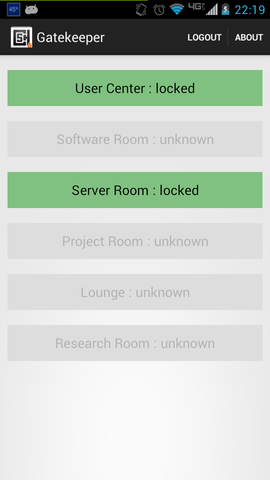 45°
4G
22:19
Gatekeeper
LOGOUT
ABOUT
User Center : locked
Software Room : unknown
Server Room : locked
Project Room : unknown
Lounge : unknown
Research Room : unknown